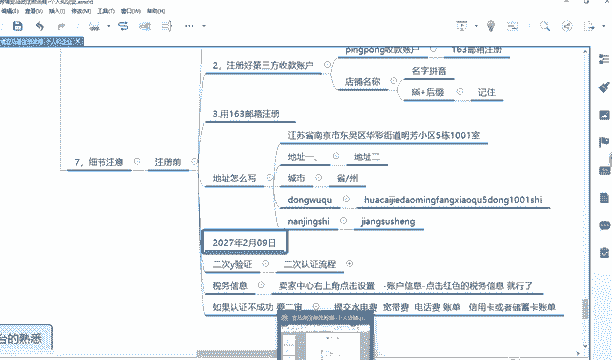 pingpong收款账户
163邮箱注册
2，注册好第三方收款账户
店铺名称
名字拼音
后缀
记住
3.用163邮箱注册
江苏省南京市东吴区华彩街道明芳小区5栋1001室
7，细节注意
注册前
地址怎么写
地址一、
地址二
城市
省/州
dongwuqu
huacaijiedaomingfangxiaoqu5dong1001shi
nanjingshi
jiangsusheng
2027年2月09日
二次y验证
二次认证流程
税务信息
卖家中心右上角点击设置 -账户信息-点击红色的税务信息 就行了
如果认证不成功 要二审
提交水电费 宽带费 电话费 账单 信用卡或者储蓄卡账单
台的熟悉